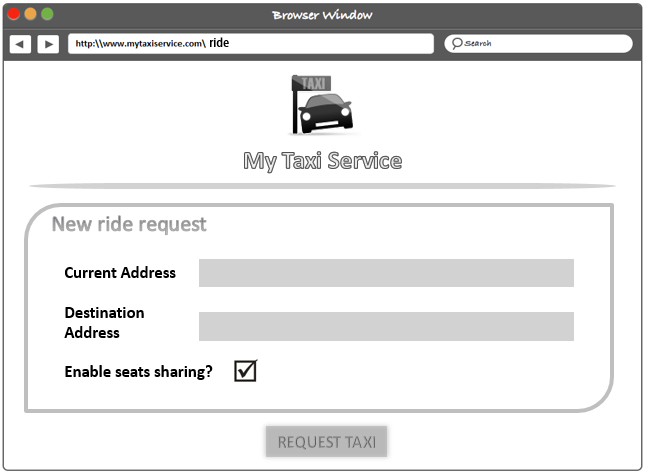 Browser Window
http:\\www.mytaxiservice.com\ ride
Search
TAXI
My Taxi Service
New ride request
Current Address
Destination
Address
Enable seats sharing?
REQUEST TAXI